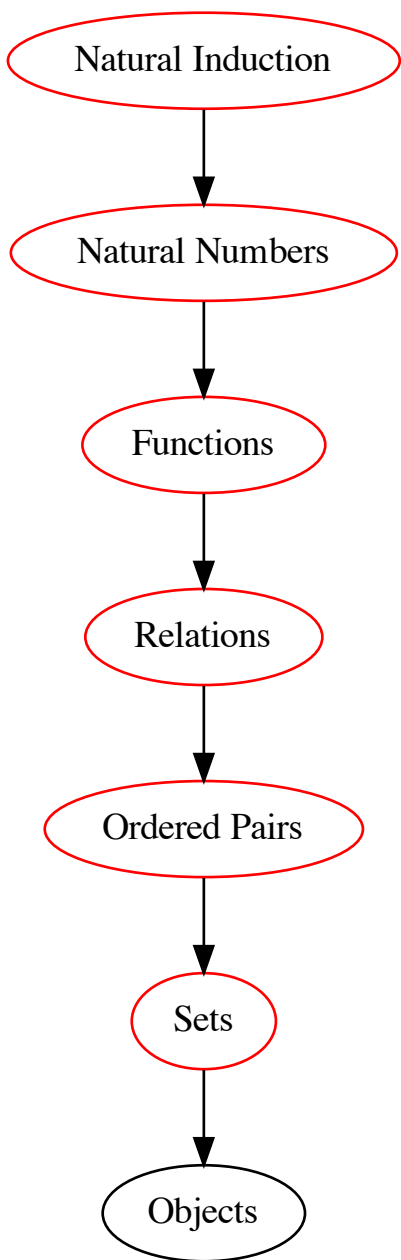 Natural Induction
Natural Numbers
Functions
Relations
Ordered Pairs
Sets
Objects